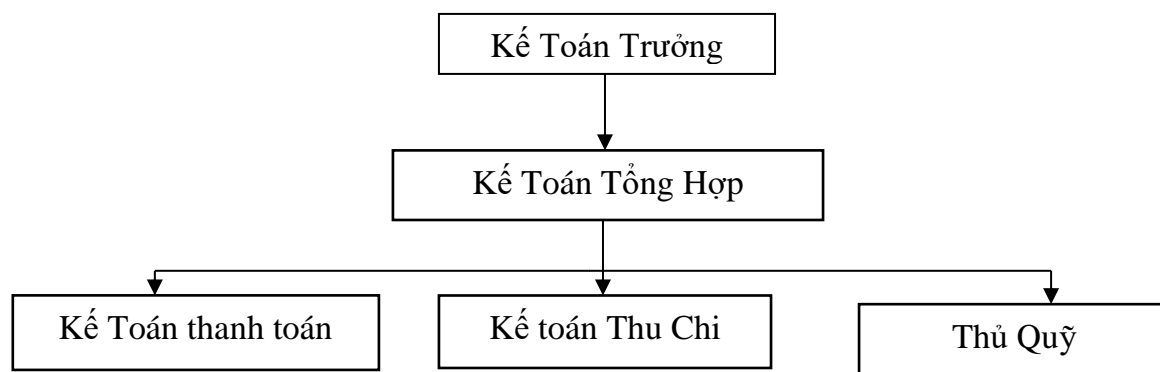 Kế Toán Trưởng
Kế Toán Tổng Hợp
Kế Toán thanh toán
Kế toán Thu Chi
Thủ Quỹ